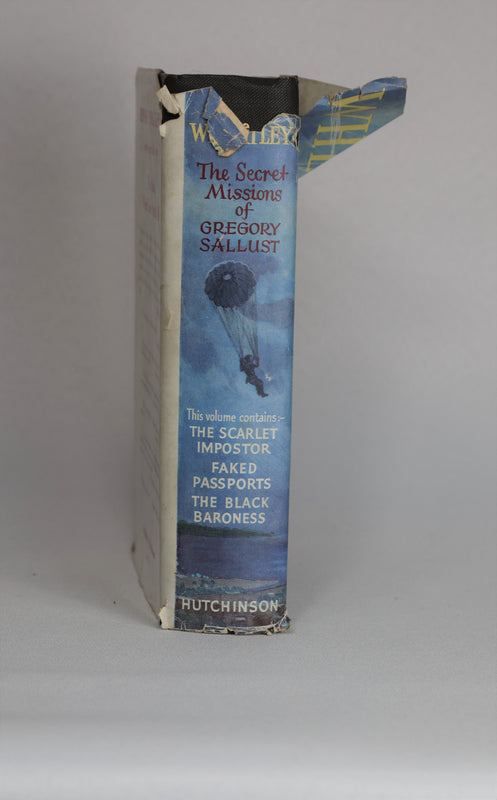 The Secret
Missions
of
GREGORY
SALLUST
This volume contains:-
THE SCARLET
IMPOSTOR
FAKED
PASSPORTS
THE BLACK
BARONESS
HUTCHINSON